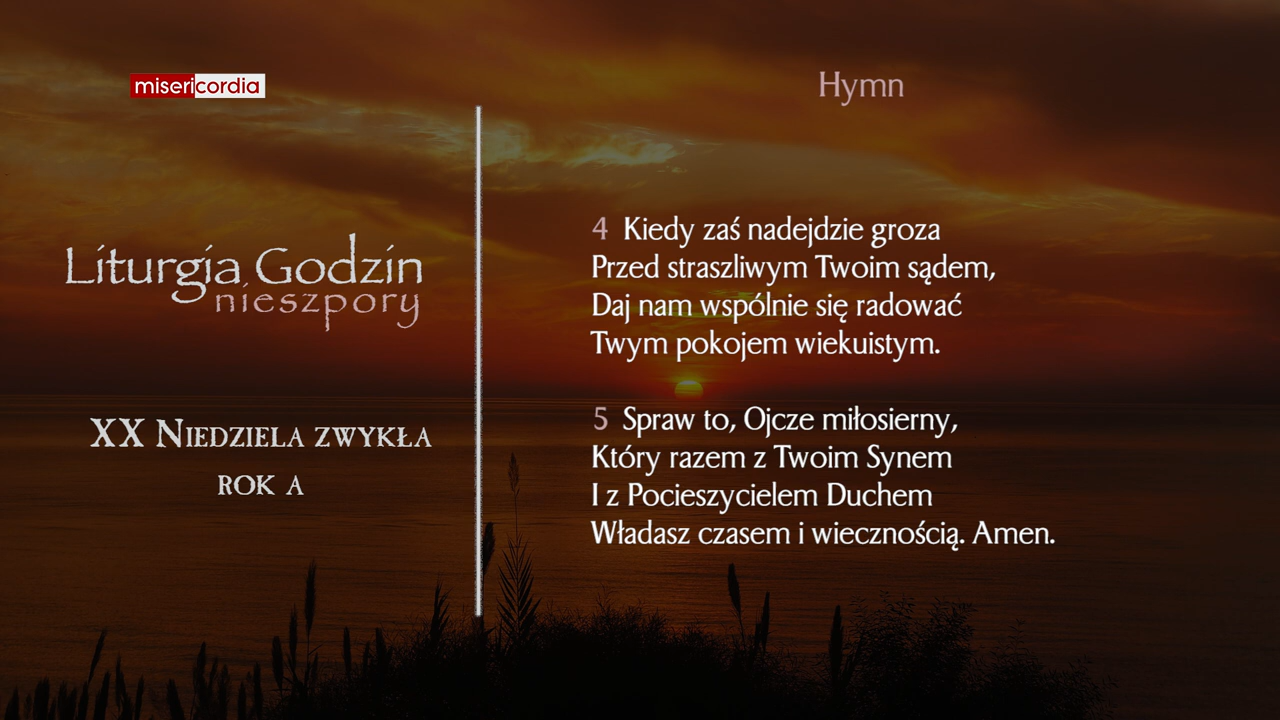 misericordia
Liturgia Godzin
nieszpory
XX Niedziela zwykła
rok a
Hymn
4 Kiedy zaś nadejdzie groza
Przed straszliwym Twoim sądem,
Daj nam wspólnie się radować
Twym pokojem wiekuistym.
5 Spraw to, Ojcze miłosierny,
Który razem z Twoim Synem
I z Pocieszycielem Duchem
Władasz czasem i wiecznością. Amen.